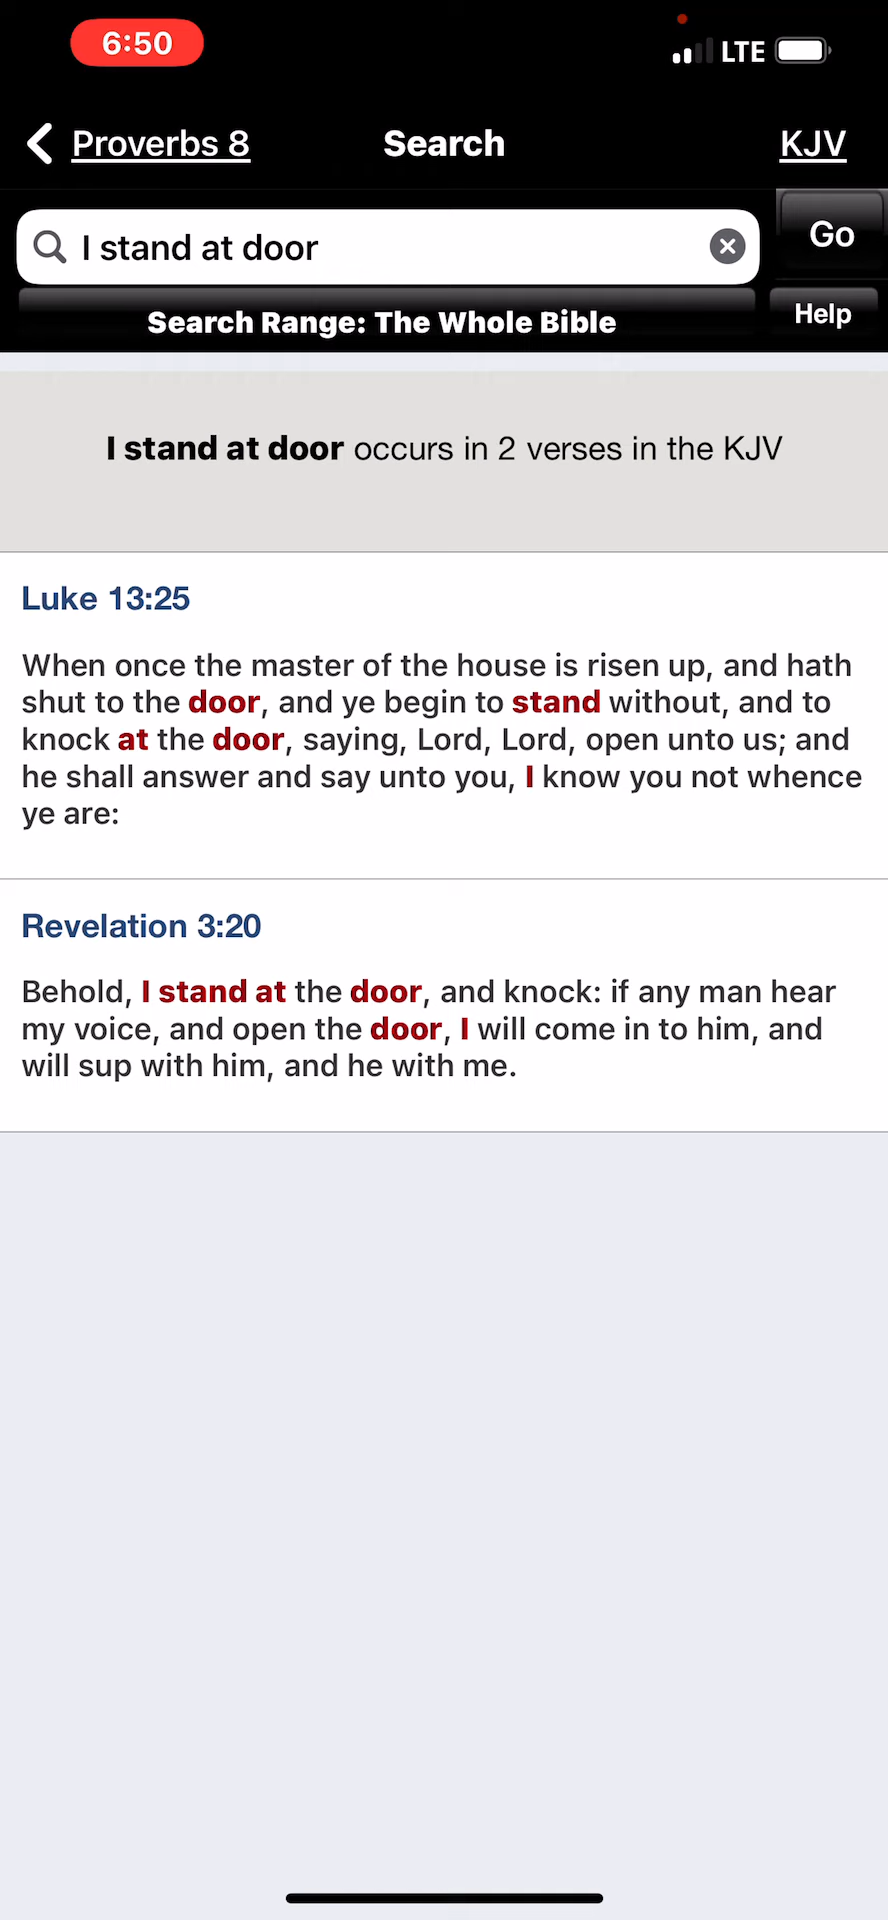 6:50
LTE
Proverbs 8
Search
KJV
I stand at door
Go
Search Range: The Whole Bible
Help
I stand at door occurs in 2 verses in the KJV
Luke 13:25
When once the master of the house is risen up, and hath
shut to the door, and ye begin to stand without, and to
knock at the door, saying, Lord, Lord, open unto us; and
he shall answer and say unto you, I know you not whence
ye are:
Revelation 3:20
Behold, I stand at the door, and knock: if any man hear
my voice, and open the door, I will come in to him, and
will sup with him, and he with me.